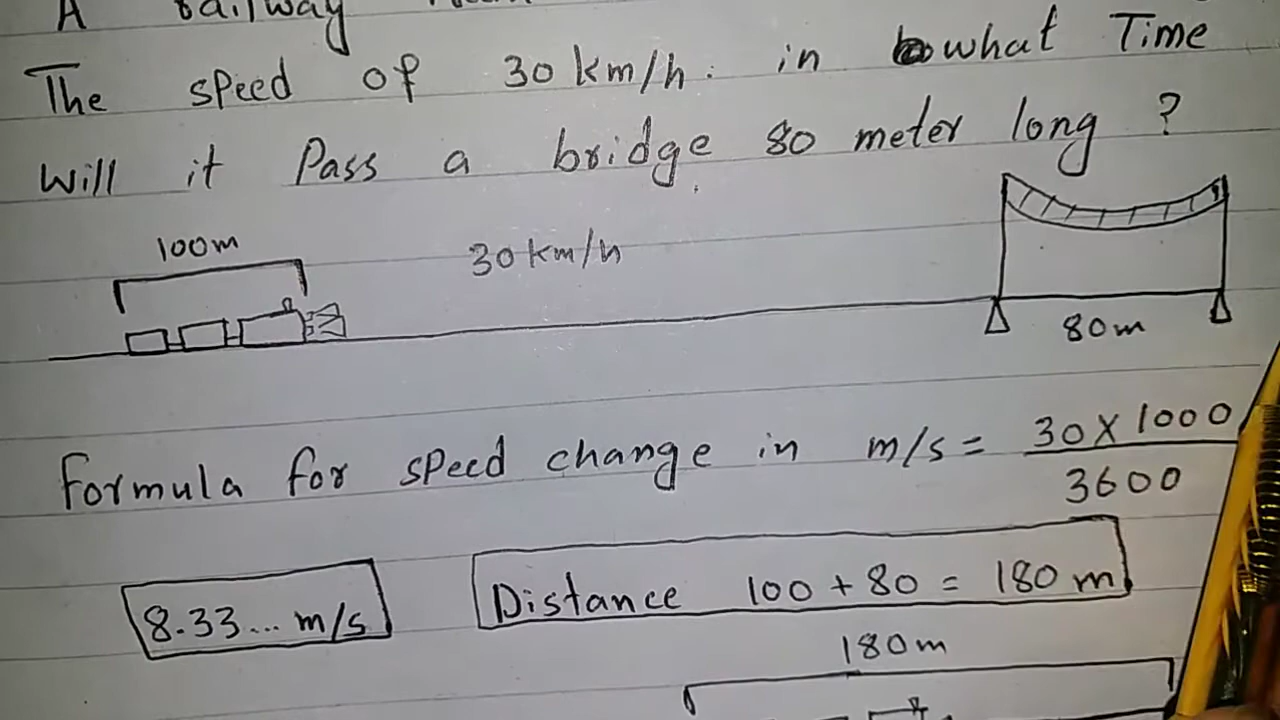 A railway
The speed of 30 km/h. in what Time
Will it Pass a bridge 80 meter long ?
100m
30 km/h
80m
Formula for speed change in m/s = 30 X 1000 / 3600
8.33... m/s
Distance 100 + 80 = 180 m
180m